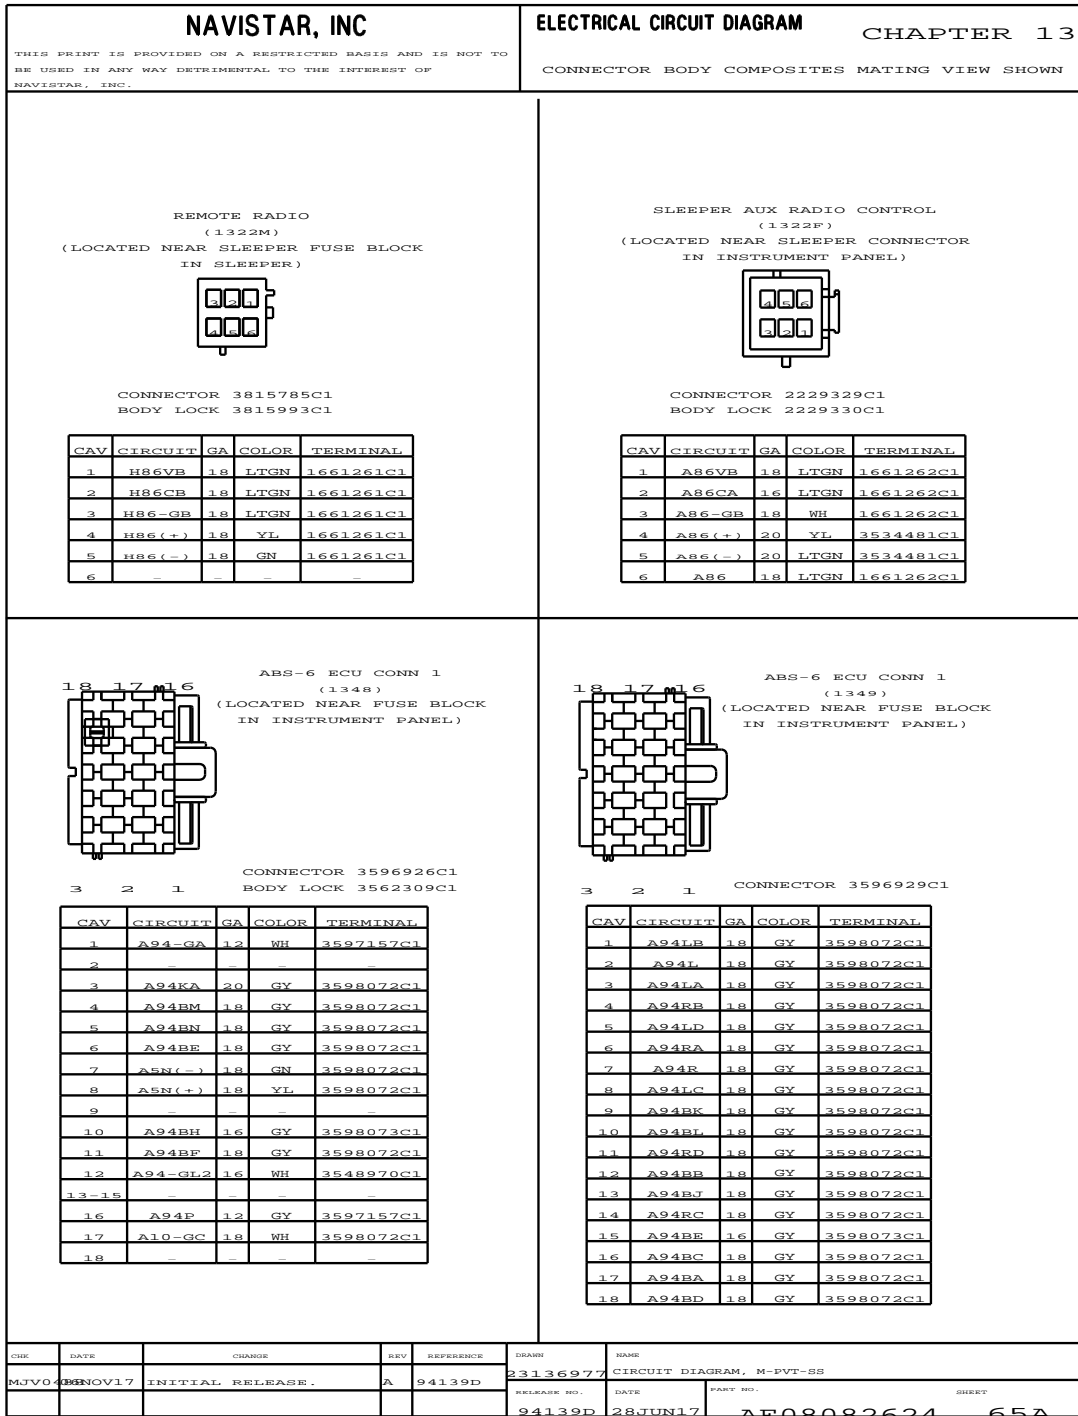 NAVISTAR, INC
THIS PRINT IS PROVIDED ON A RESTRICTED BASIS AND IS NOT TO
BE USED IN ANY WAY DETRIMENTAL TO THE INTEREST OF
NAVISTAR, INC.
ELECTRICAL CIRCUIT DIAGRAM
CHAPTER 13
CONNECTOR BODY COMPOSITES MATING VIEW SHOWN
REMOTE RADIO
(1322M)
(LOCATED NEAR SLEEPER FUSE BLOCK
IN SLEEPER)
3 2 1
4 5 6
CONNECTOR 3815785C1
BODY LOCK 3815993C1
CAV CIRCUIT GA COLOR TERMINAL
1 H86VB 18 LTGN 1661261C1
2 H86CB 18 LTGN 1661261C1
3 H86-GB 18 LTGN 1661261C1
4 H86(+) 18 YL 1661261C1
5 H86(-) 18 GN 1661261C1
6 - - - -
SLEEPER AUX RADIO CONTROL
(1322F)
(LOCATED NEAR SLEEPER CONNECTOR
IN INSTRUMENT PANEL)
4 5 6
3 2 1
CONNECTOR 2229329C1
BODY LOCK 2229330C1
CAV CIRCUIT GA COLOR TERMINAL
1 A86VB 18 LTGN 1661262C1
2 A86CA 16 LTGN 1661262C1
3 A86-GB 18 WH 1661262C1
4 A86(+) 20 YL 3534481C1
5 A86(-) 20 LTGN 3534481C1
6 A86 18 LTGN 1661262C1
ABS-6 ECU CONN 1
(1348)
(LOCATED NEAR FUSE BLOCK
IN INSTRUMENT PANEL)
18 17 16
3 2 1
CONNECTOR 3596926C1
BODY LOCK 3562309C1
CAV CIRCUIT GA COLOR TERMINAL
1 A94-GA 12 WH 3597157C1
2 - - - -
3 A94KA 20 GY 3598072C1
4 A94BM 18 GY 3598072C1
5 A94BN 18 GY 3598072C1
6 A94BE 18 GY 3598072C1
7 A5N(-) 18 GN 3598072C1
8 A5N(+) 18 YL 3598072C1
9 - - - -
10 A94BH 16 GY 3598073C1
11 A94BF 18 GY 3598072C1
12 A94-GL2 16 WH 3548970C1
13-15 - - - -
16 A94P 12 GY 3597157C1
17 A10-GC 18 WH 3598072C1
18 - - - -
ABS-6 ECU CONN 1
(1349)
(LOCATED NEAR FUSE BLOCK
IN INSTRUMENT PANEL)
18 17 16
3 2 1
CONNECTOR 3596929C1
CAV CIRCUIT GA COLOR TERMINAL
1 A94LB 18 GY 3598072C1
2 A94L 18 GY 3598072C1
3 A94LA 18 GY 3598072C1
4 A94RB 18 GY 3598072C1
5 A94LD 18 GY 3598072C1
6 A94RA 18 GY 3598072C1
7 A94R 18 GY 3598072C1
8 A94LC 18 GY 3598072C1
9 A94BK 18 GY 3598072C1
10 A94BL 18 GY 3598072C1
11 A94RD 18 GY 3598072C1
12 A94BB 18 GY 3598072C1
13 A94BJ 18 GY 3598072C1
14 A94RC 18 GY 3598072C1
15 A94BE 16 GY 3598073C1
16 A94BC 18 GY 3598072C1
17 A94BA 18 GY 3598072C1
18 A94BD 18 GY 3598072C1
CHK DATE CHANGE REV REFERENCE
INITIAL RELEASE. A 94139D
DRAWN
23136977
NAME
CIRCUIT DIAGRAM, M-PVT-SS
RELEASE NO. DATE PART NO. SHEET
94139D 28JUN17 AF08082624 65A